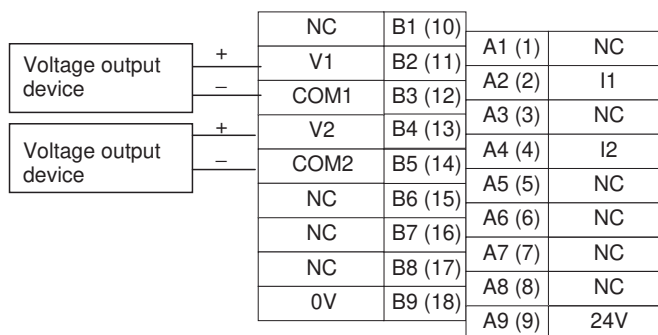 Voltage output
device
+
−
Voltage output
device
+
−
NC B1 (10)
V1 B2 (11)
COM1 B3 (12)
V2 B4 (13)
COM2 B5 (14)
NC B6 (15)
NC B7 (16)
NC B8 (17)
0V B9 (18)
A1 (1) NC
A2 (2) I1
A3 (3) NC
A4 (4) I2
A5 (5) NC
A6 (6) NC
A7 (7) NC
A8 (8) NC
A9 (9) 24V